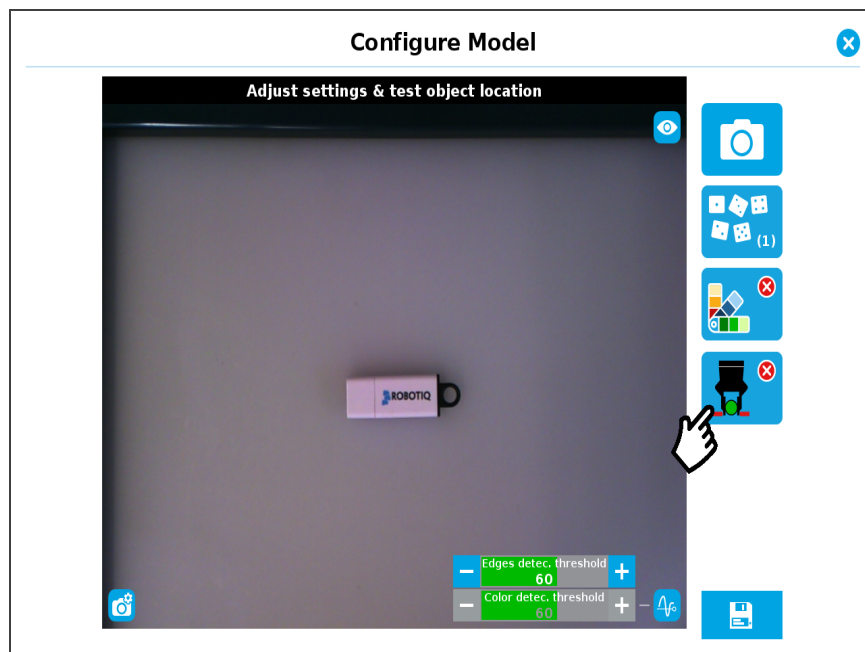 Configure Model
Adjust settings & test object location
(1)
ROBOTIQ
Edges detec. threshold
60
Color detec. threshold
60